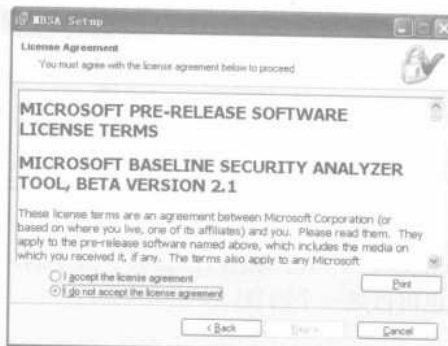 MBSA Setup
License Agreement
You must agree with the license agreement below to proceed
MICROSOFT PRE-RELEASE SOFTWARE
LICENSE TERMS
MICROSOFT BASELINE SECURITY ANALYZER
TOOL, BETA VERSION 2.1
These license terms are an agreement between Microsoft Corporation (or
based on where you live, one of its affiliates) and you. Please read them. They
apply to the pre-release software named above, which includes the media on
which you received it, if any. The terms also apply to any Microsoft
I accept the license agreement
I do not accept the license agreement
Print
< Back
Next >
Cancel